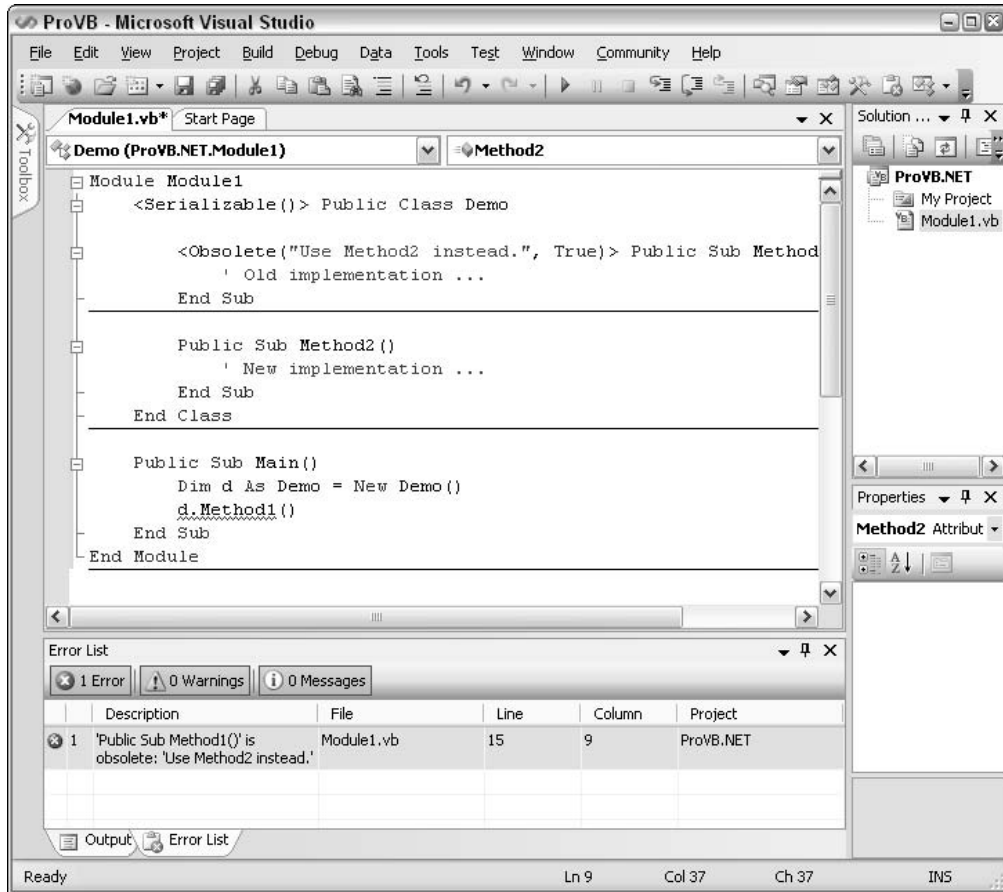 ProVB - Microsoft Visual Studio
File Edit View Project Build Debug Data Tools Test Window Community Help
Toolbox
Module1.vb* Start Page
Demo (ProVB.NET.Module1) Method2
Module Module1
<Serializable()> Public Class Demo
<Obsolete("Use Method2 instead.", True)> Public Sub Method
' Old implementation ...
End Sub
Public Sub Method2()
' New implementation ...
End Sub
End Class
Public Sub Main()
Dim d As Demo = New Demo()
d.Method1()
End Sub
End Module
Solution ...
ProVB.NET
My Project
Module1.vb
Properties
Method2 Attribut
Error List
1 Error 0 Warnings 0 Messages
Description File Line Column Project
1 'Public Sub Method1()' is Module1.vb 15 9 ProVB.NET
obsolete: 'Use Method2 instead.'
Output Error List
Ready Ln 9 Col 37 Ch 37 INS